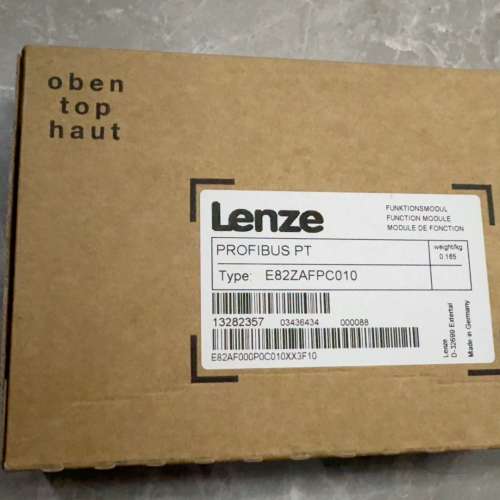 oben
top
haut
Lenze
FUNKTIONSMODUL
FUNCTION MODULE
MODULE DE FONCTION
PROFIBUS PT
weight/kg
0.165
Type: E82ZAFPC010
13282357 03436434 000088
E82AF000P0C010XX3F10
Lenze
D-32699 Extertal
Made in Germany